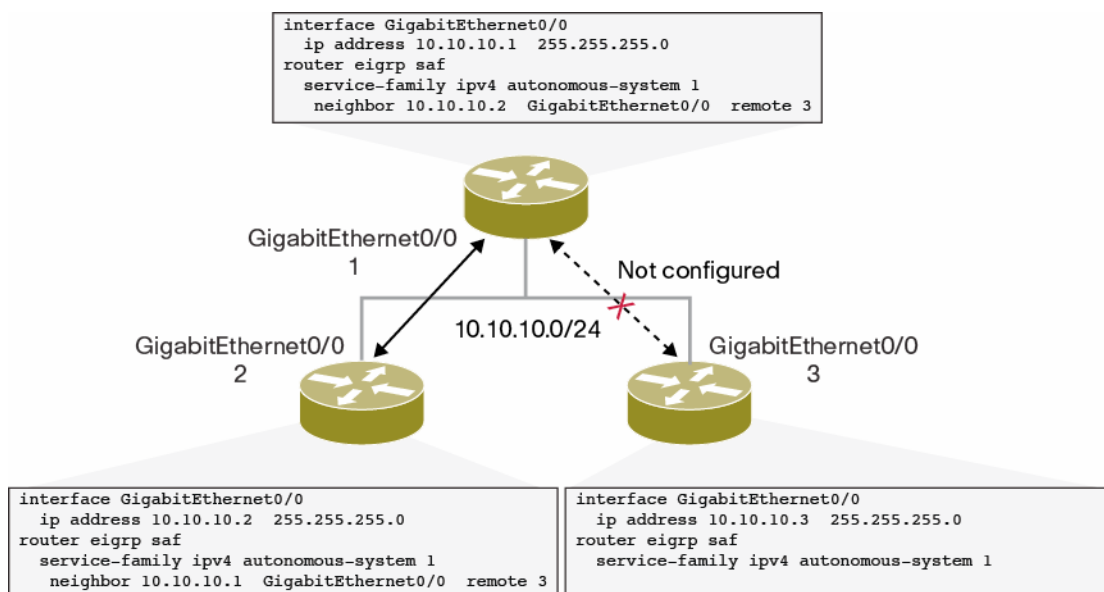 interface GigabitEthernet0/0
ip address 10.10.10.1 255.255.255.0
router eigrp saf
service-family ipv4 autonomous-system 1
neighbor 10.10.10.2 GigabitEthernet0/0 remote 3
GigabitEthernet0/0
1
Not configured
10.10.10.0/24
GigabitEthernet0/0
2
GigabitEthernet0/0
3
interface GigabitEthernet0/0
ip address 10.10.10.2 255.255.255.0
router eigrp saf
service-family ipv4 autonomous-system 1
neighbor 10.10.10.1 GigabitEthernet0/0 remote 3
interface GigabitEthernet0/0
ip address 10.10.10.3 255.255.255.0
router eigrp saf
service-family ipv4 autonomous-system 1